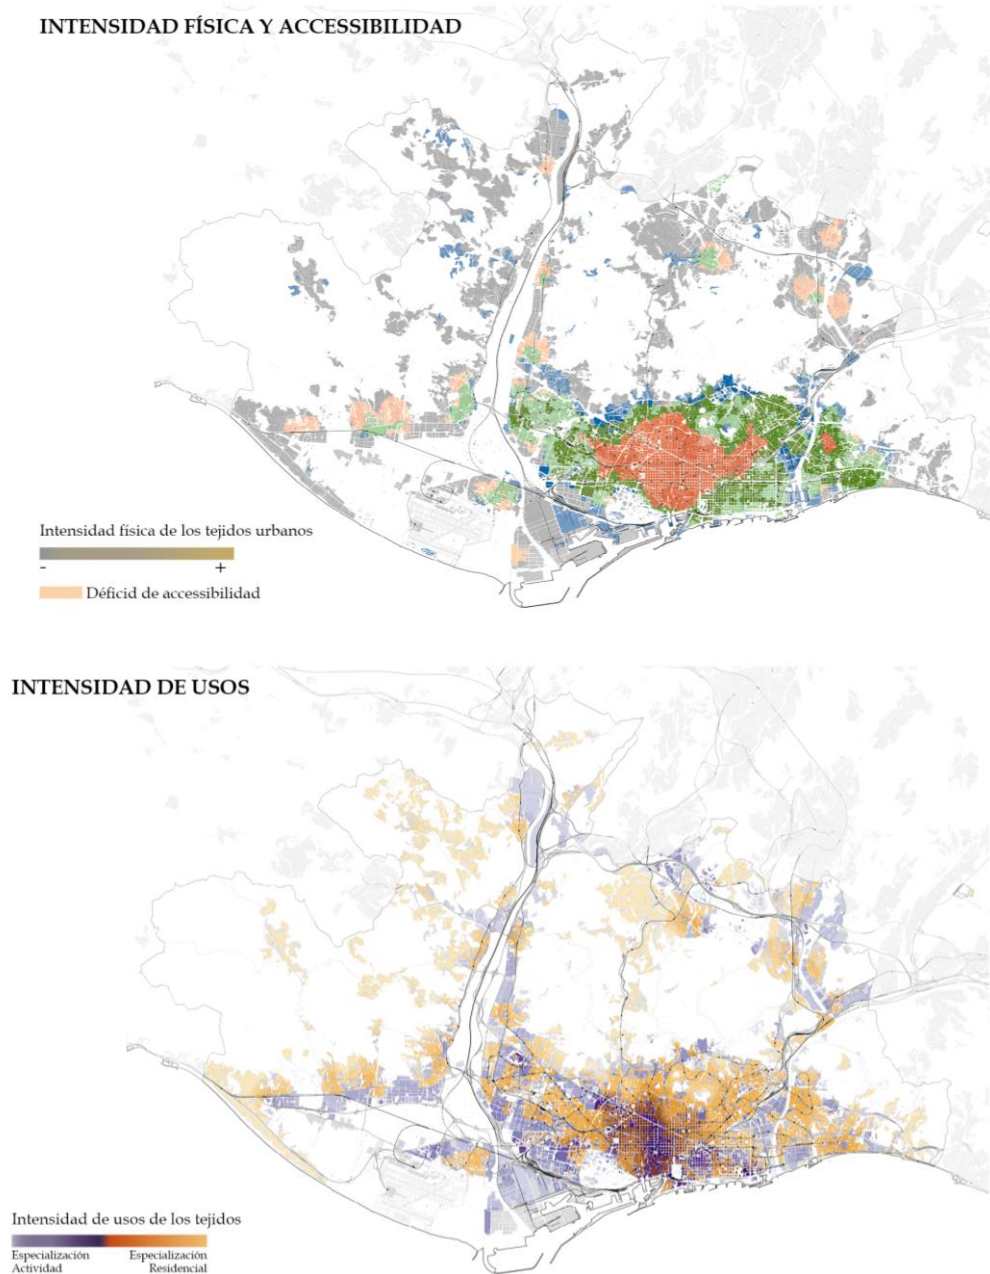 INTENSIDAD FÍSICA Y ACCESSIBILIDAD
Intensidad física de los tejidos urbanos
- +
Déficid de accessibilidad
INTENSIDAD DE USOS
Intensidad de usos de los tejidos
Especialización Especialización
Actividad Residencial